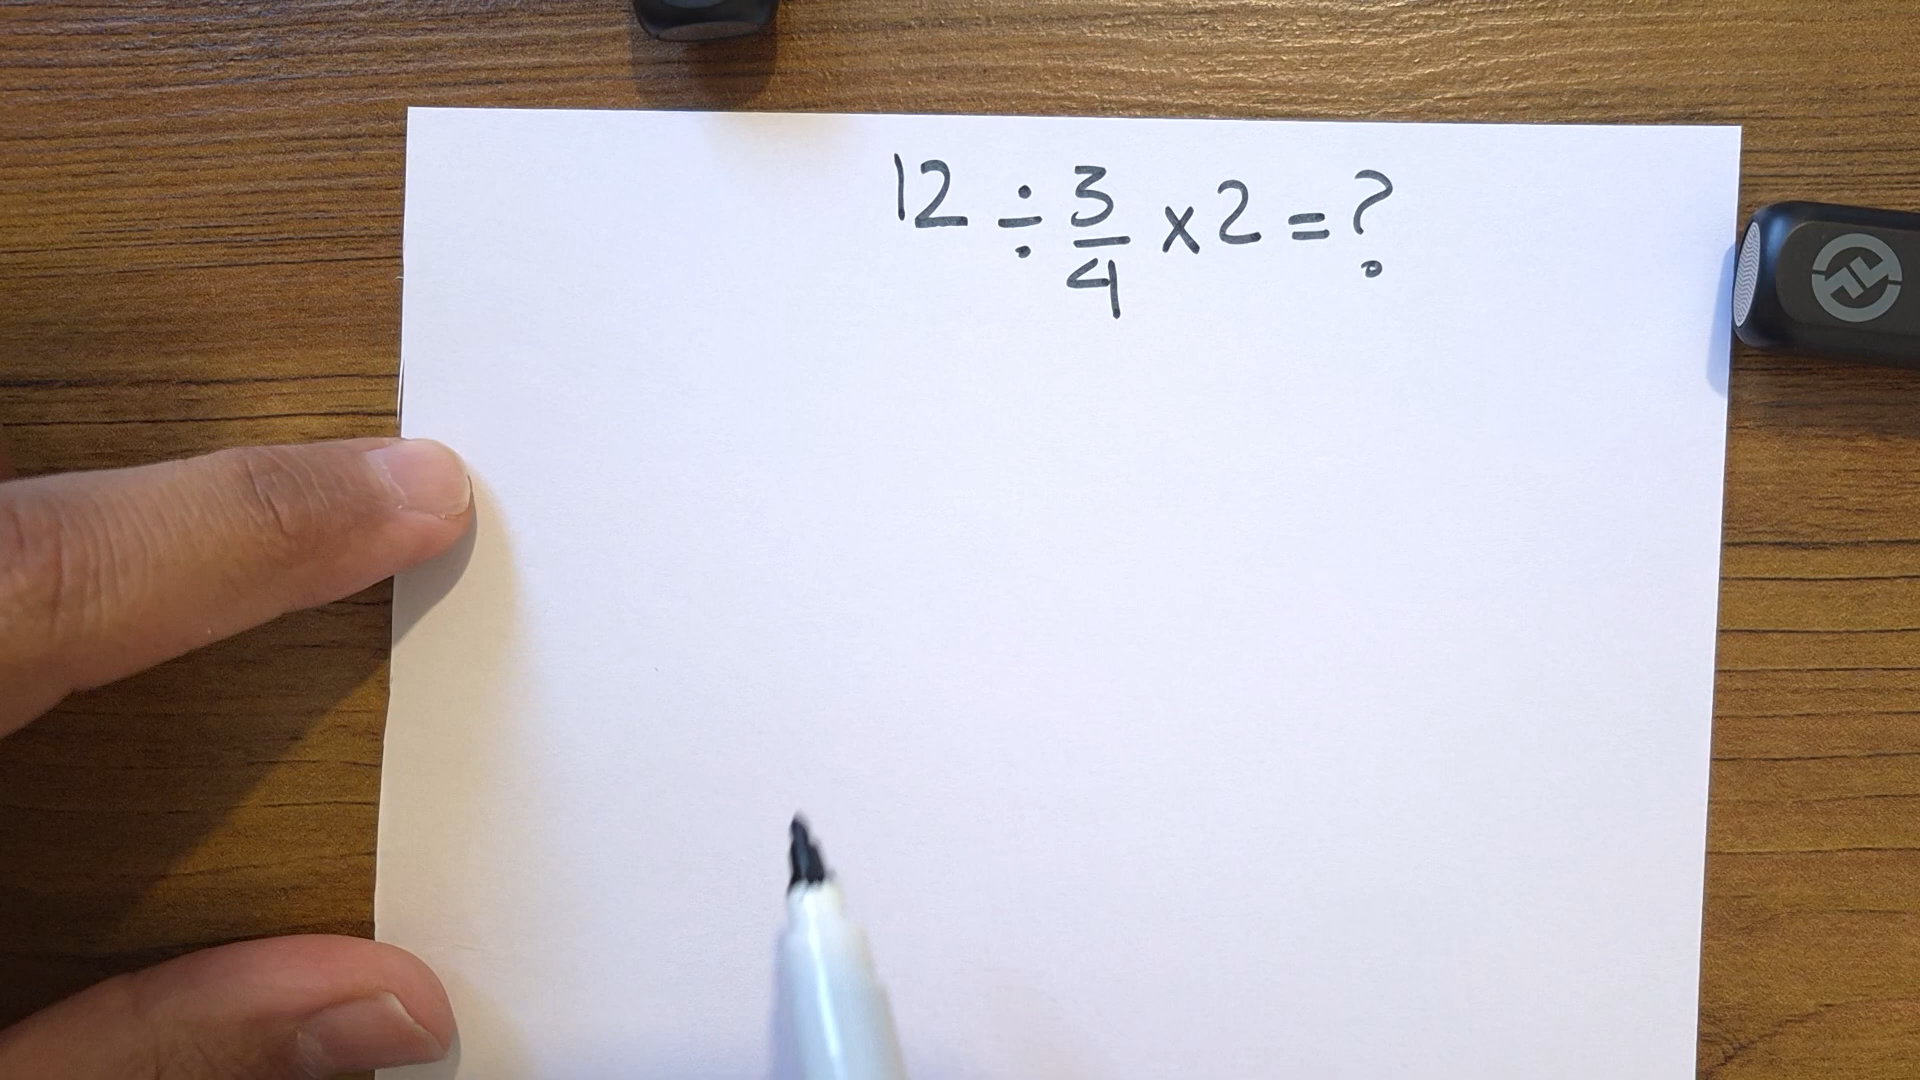 12 ÷ 3/4 × 2 = ?